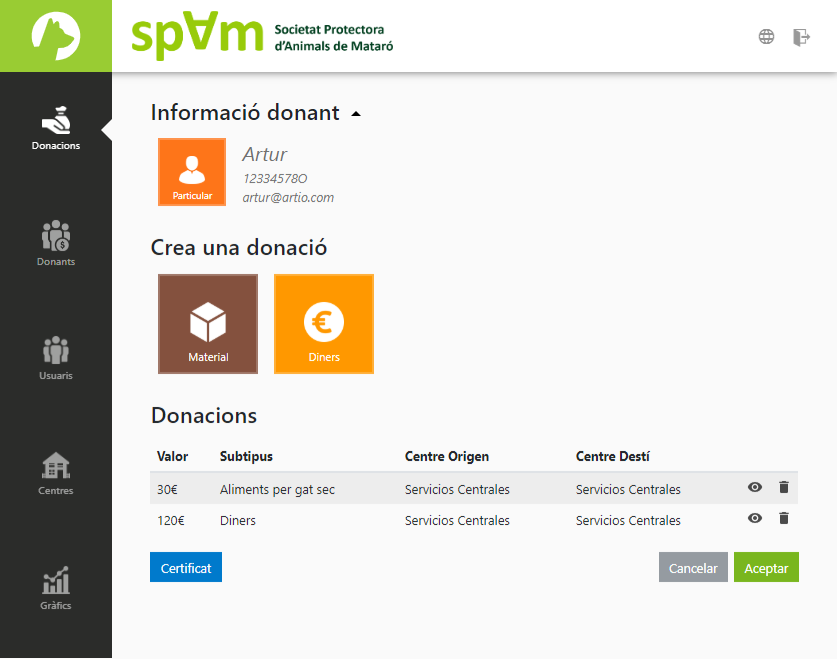 spAm
Societat Protectora
d'Animals de Mataró
Donacions
Donants
Usuaris
Centres
Gràfics
Informació donant
Particular
Artur
12334578O
artur@artio.com
Crea una donació
Material
Diners
Donacions
Valor Subtipus Centre Origen Centre Destí
30€ Aliments per gat sec Servicios Centrales Servicios Centrales
120€ Diners Servicios Centrales Servicios Centrales
Certificat Cancelar Aceptar